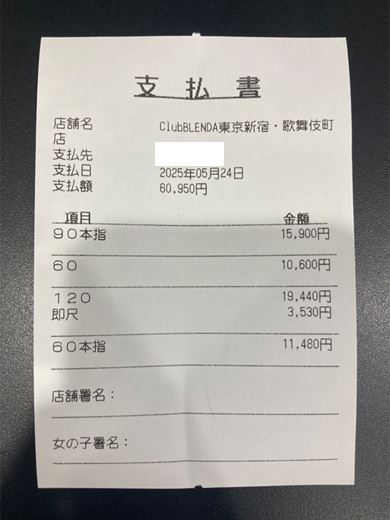 支払書
店舗名 ClubBLENDA東京新宿・歌舞伎町
店
支払先
支払日 2025年05月24日
支払額 60,950円
項目 金額
９０本指 15,900円
６０ 10,600円
１２０ 19,440円
即尺 3,530円
６０本指 11,480円
店舗署名：
女の子署名：